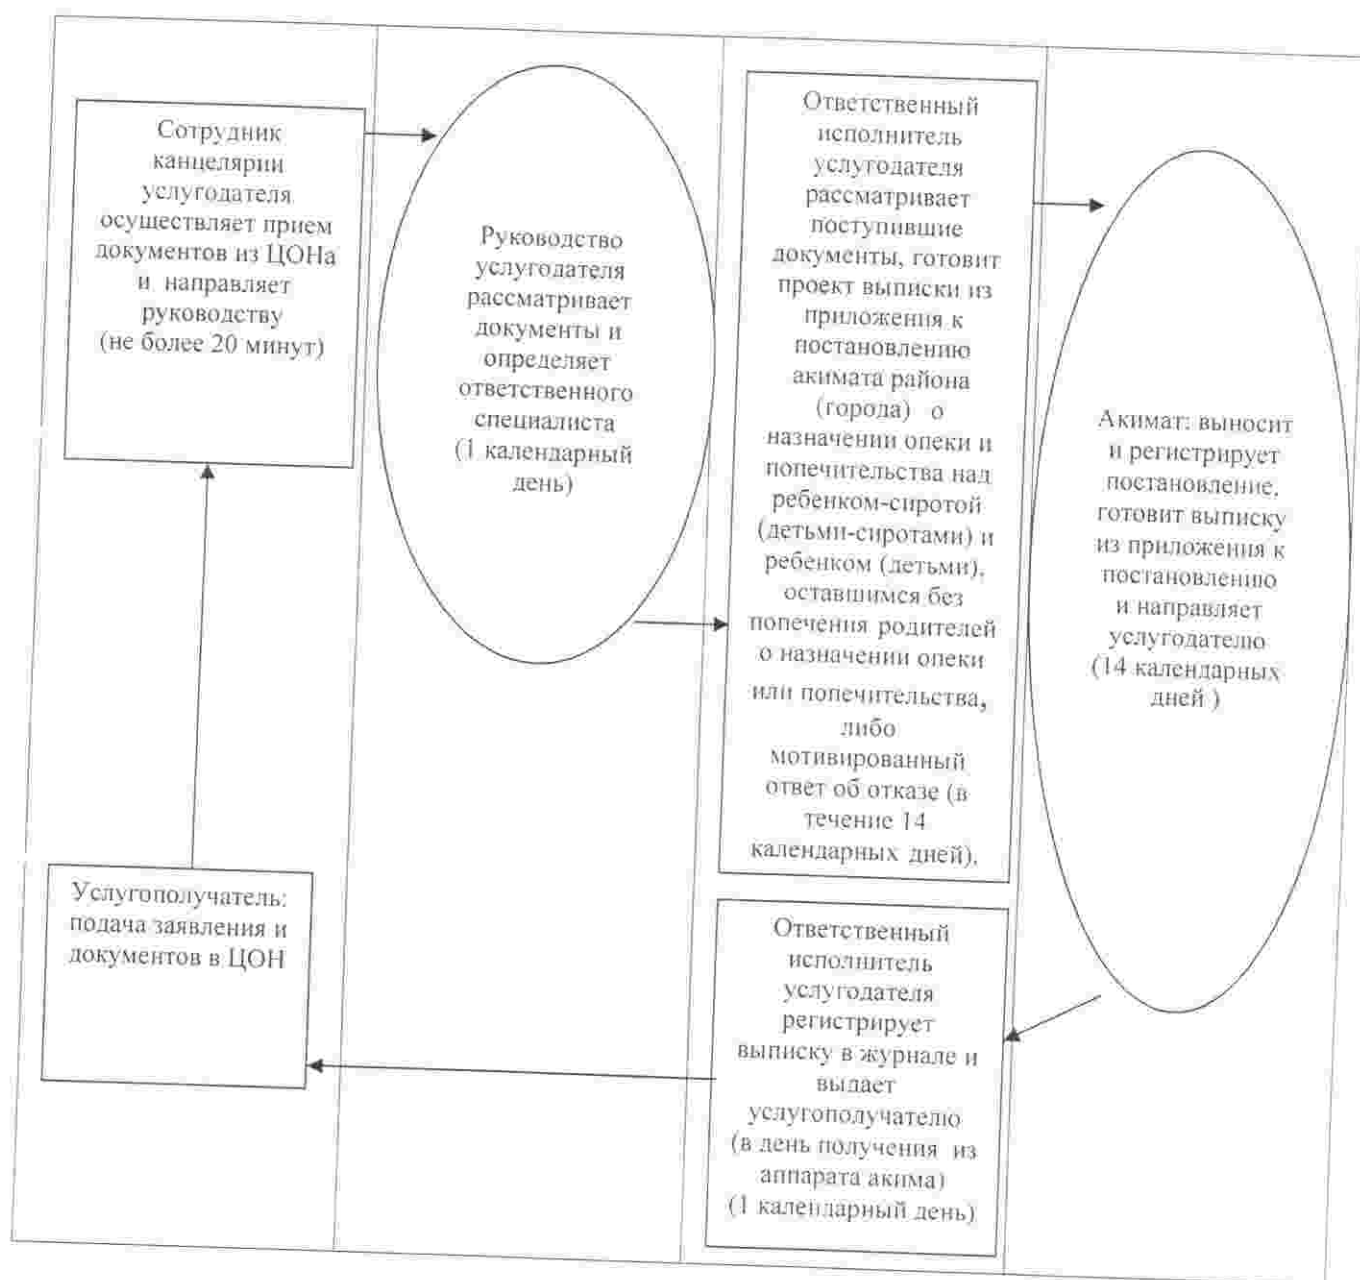 Сотрудник
канцелярии
услугодателя
осуществляет прием
документов из ЦОНа
и направляет
руководству
(не более 20 минут)
Руководство
услугодателя
рассматривает
документы и
определяет
ответственного
специалиста
(1 календарный
день)
Ответственный
исполнитель
услугодателя
рассматривает
поступившие
документы, готовит
проект выписки из
приложения к
постановлению
акимата района
(города) о
назначении опеки и
попечительства над
ребенком-сиротой
(детьми-сиротами) и
ребенком (детьми),
оставшимся без
попечения родителей
о назначении опеки
или попечительства,
либо
мотивированный
ответ об отказе (в
течение 14
календарных дней).
Акимат: выносит
и регистрирует
постановление,
готовит выписку
из приложения к
постановлению
и направляет
услугодателю
(14 календарных
дней )
Услугополучатель:
подача заявления и
документов в ЦОН
Ответственный
исполнитель
услугодателя
регистрирует
выписку в журнале и
выдает
услугополучателю
(в день получения из
аппарата акима)
(1 календарный день)